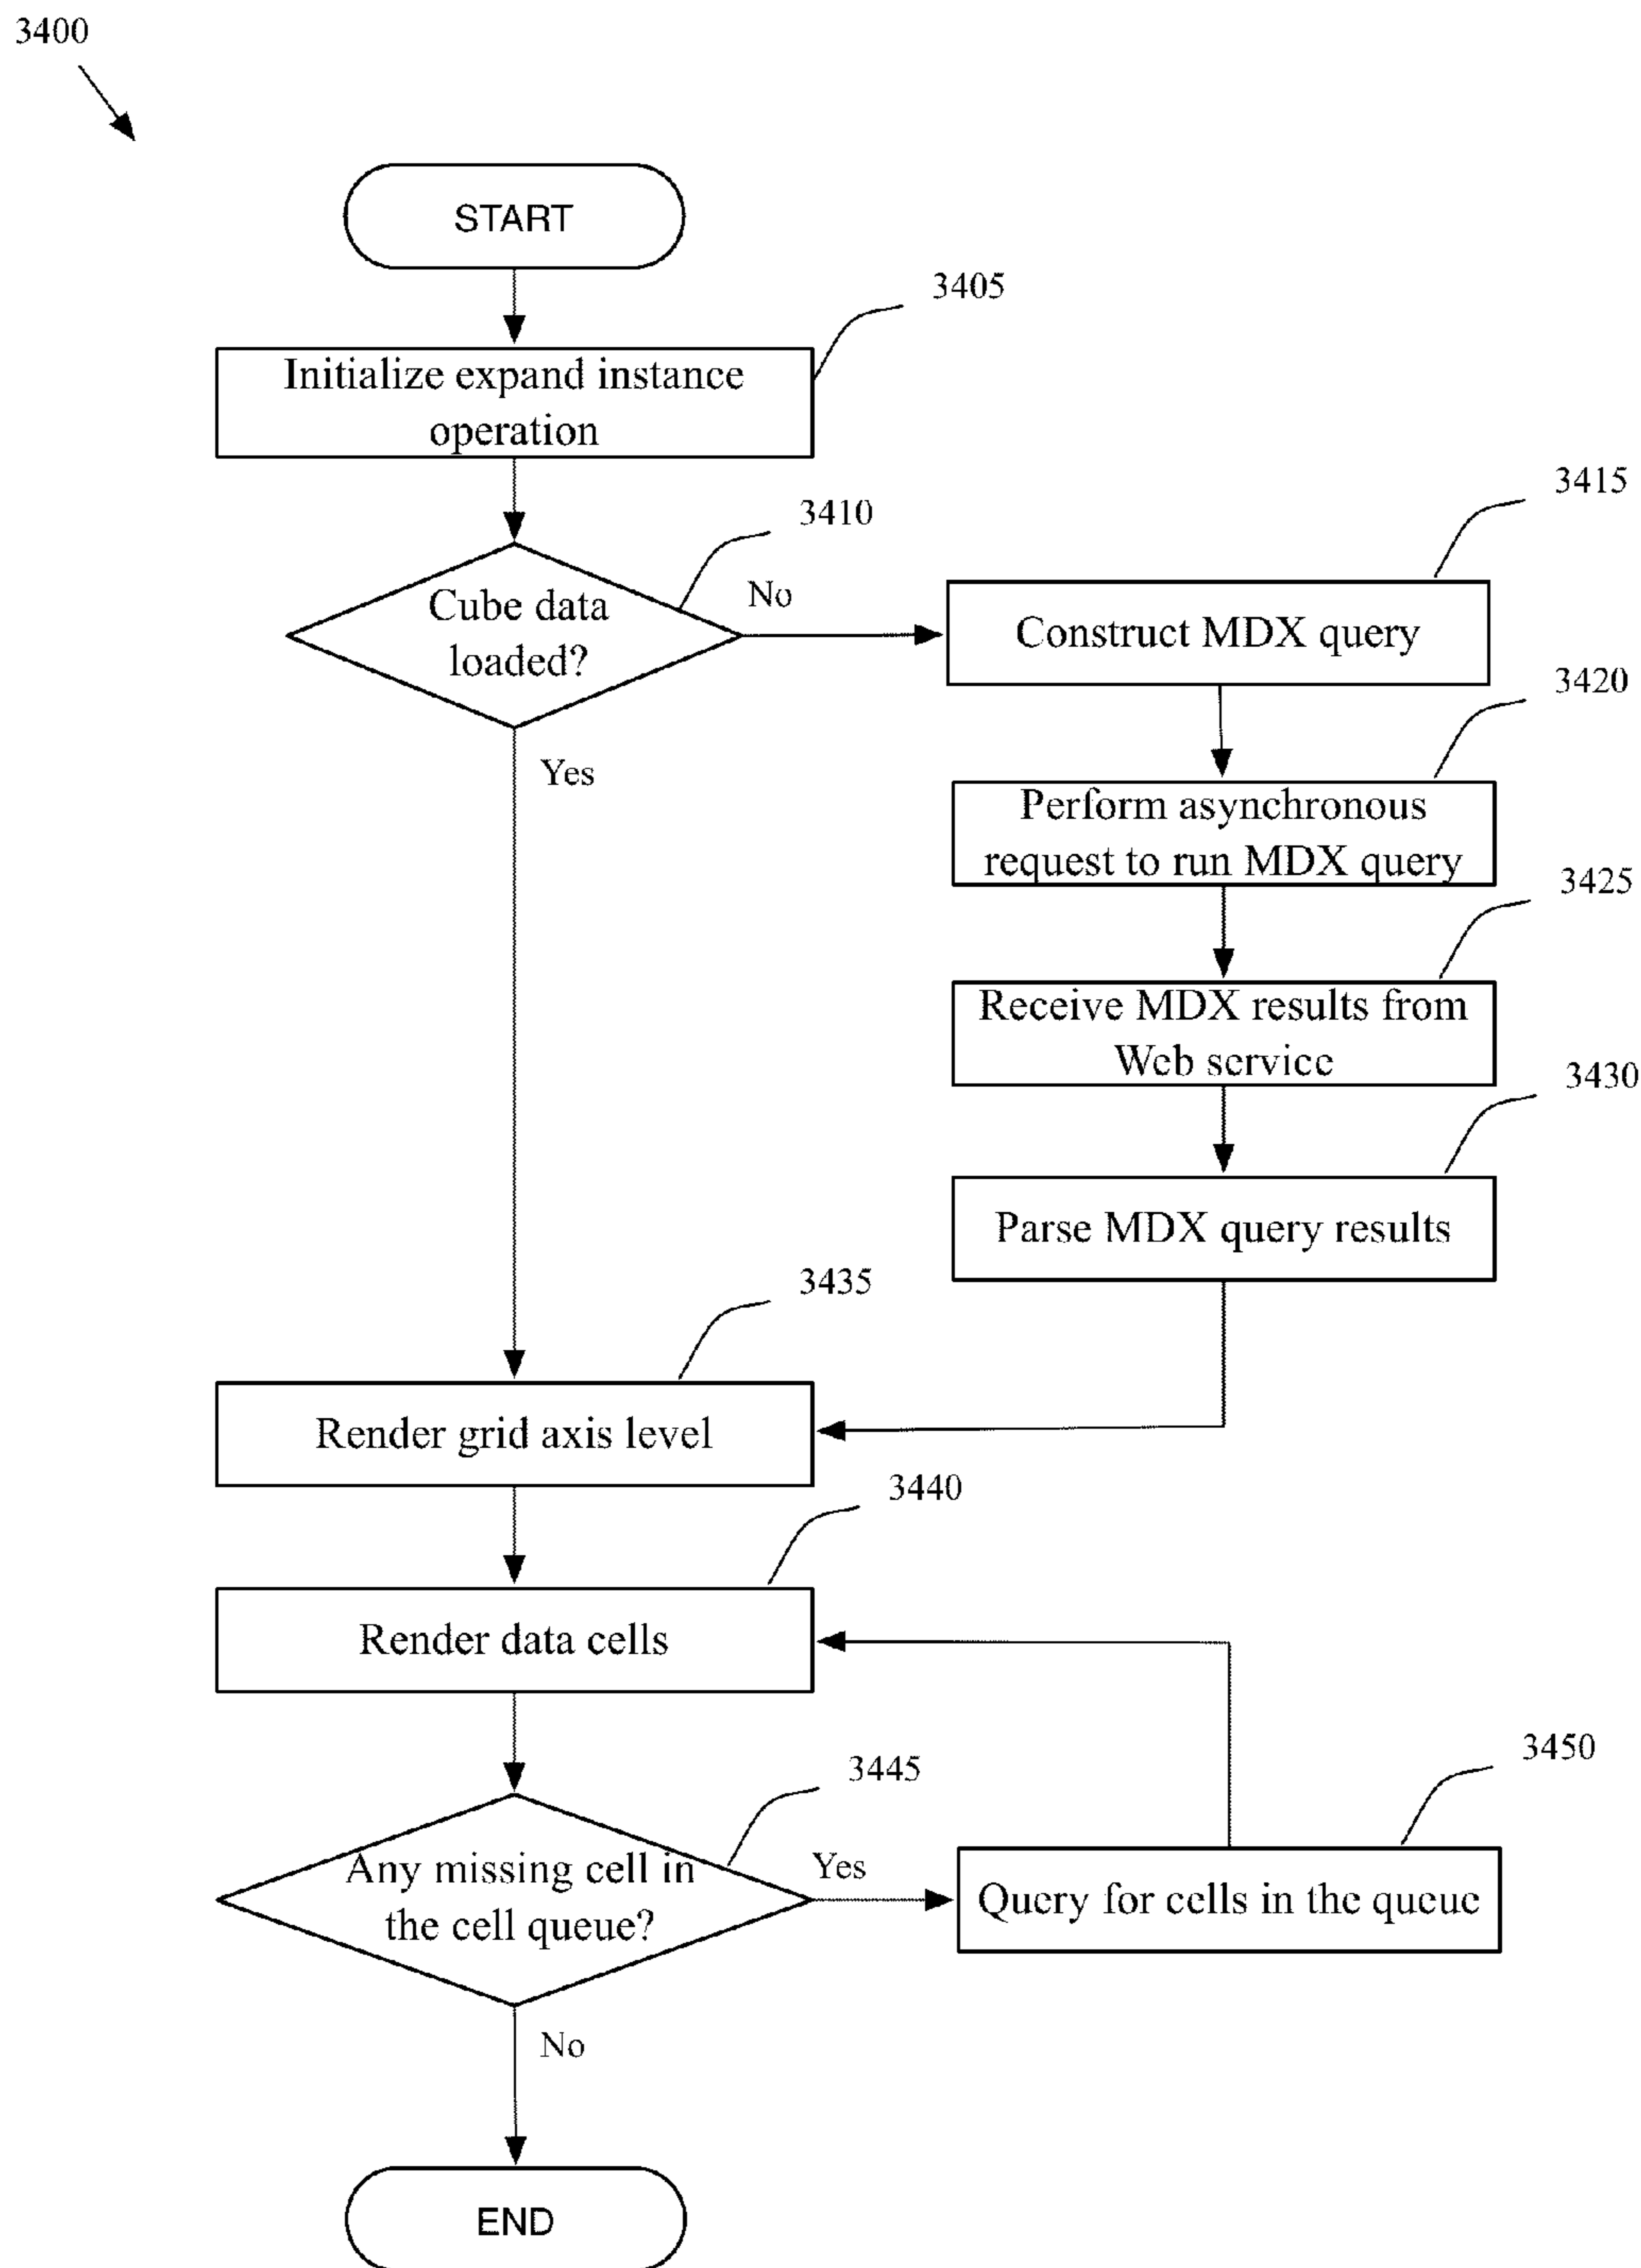 3400
START
3405
Initialize expand instance
operation
3410
Cube data
loaded?
No
Yes
3415
Construct MDX query
3420
Perform asynchronous
request to run MDX query
3425
Receive MDX results from
Web service
3430
Parse MDX query results
3435
Render grid axis level
3440
Render data cells
3445
Any missing cell in
the cell queue?
Yes
3450
Query for cells in the queue
No
END